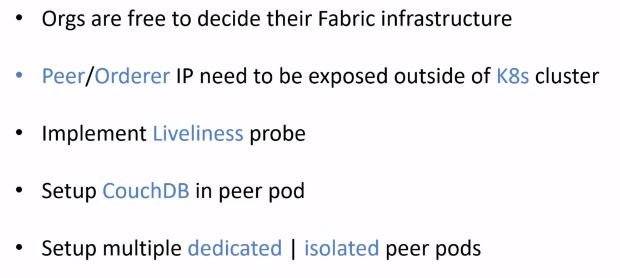 • Orgs are free to decide their Fabric infrastructure
• Peer/Orderer IP need to be exposed outside of K8s cluster
• Implement Liveliness probe
• Setup CouchDB in peer pod
• Setup multiple dedicated | isolated peer pods